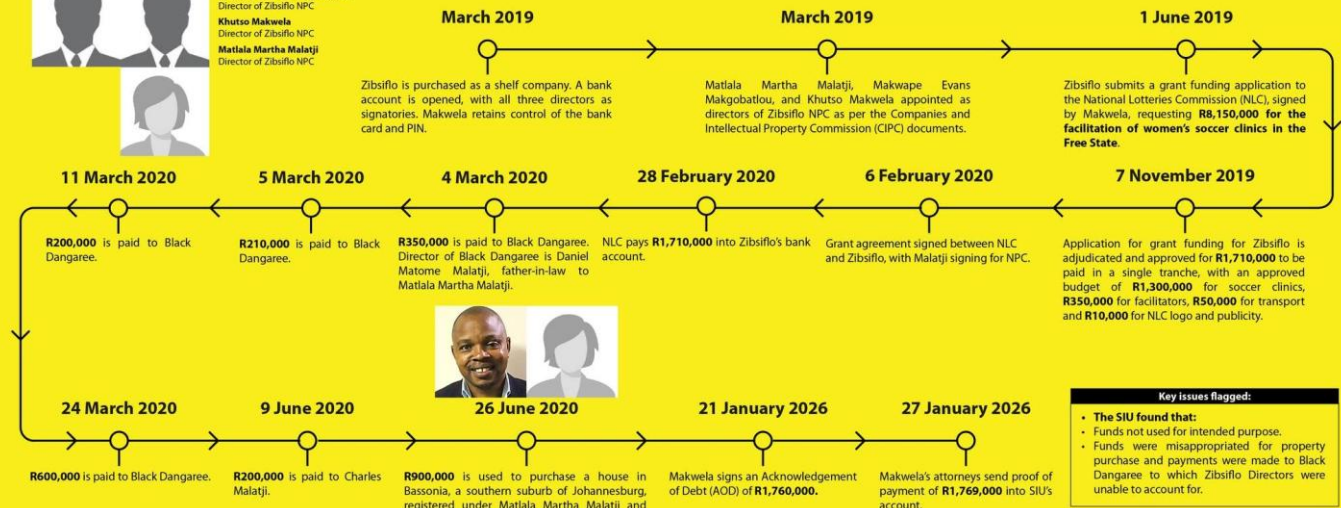 Director of Zibsiflo NPC
Khutso Makwela
Director of Zibsiflo NPC
Matlala Martha Malatji
Director of Zibsiflo NPC
March 2019
Zibsiflo is purchased as a shelf company. A bank
account is opened, with all three directors as
signatories. Makwela retains control of the bank
card and PIN.
March 2019
Matlala Martha Malatji, Makwape Evans
Makgobatlou, and Khutso Makwela appointed as
directors of Zibsiflo NPC as per the Companies and
Intellectual Property Commission (CIPC) documents.
1 June 2019
Zibsiflo submits a grant funding application to
the National Lotteries Commission (NLC), signed
by Makwela, requesting R8,150,000 for the
facilitation of women's soccer clinics in the
Free State.
7 November 2019
Application for grant funding for Zibsiflo is
adjudicated and approved for R1,710,000 to be
paid in a single tranche, with an approved
budget of R1,300,000 for soccer clinics,
R350,000 for facilitators, R50,000 for transport
and R10,000 for NLC logo and publicity.
6 February 2020
Grant agreement signed between NLC
and Zibsiflo, with Malatji signing for NPC.
28 February 2020
NLC pays R1,710,000 into Zibsiflo's bank
account.
4 March 2020
R350,000 is paid to Black Dangaree.
Director of Black Dangaree is Daniel
Matome Malatji, father-in-law to
Matlala Martha Malatji.
5 March 2020
R210,000 is paid to Black
Dangaree.
11 March 2020
R200,000 is paid to Black
Dangaree.
24 March 2020
R600,000 is paid to Black Dangaree.
9 June 2020
R200,000 is paid to Charles
Malatji.
26 June 2020
R900,000 is used to purchase a house in
Bassonia, a southern suburb of Johannesburg,
registered under Matlala Martha Malatji and
21 January 2026
Makwela signs an Acknowledgement
of Debt (AOD) of R1,760,000.
27 January 2026
Makwela's attorneys send proof of
payment of R1,769,000 into SIU's
account.
Key issues flagged:
• The SIU found that:
• Funds not used for intended purpose.
• Funds were misappropriated for property
purchase and payments were made to Black
Dangaree to which Zibsiflo Directors were
unable to account for.